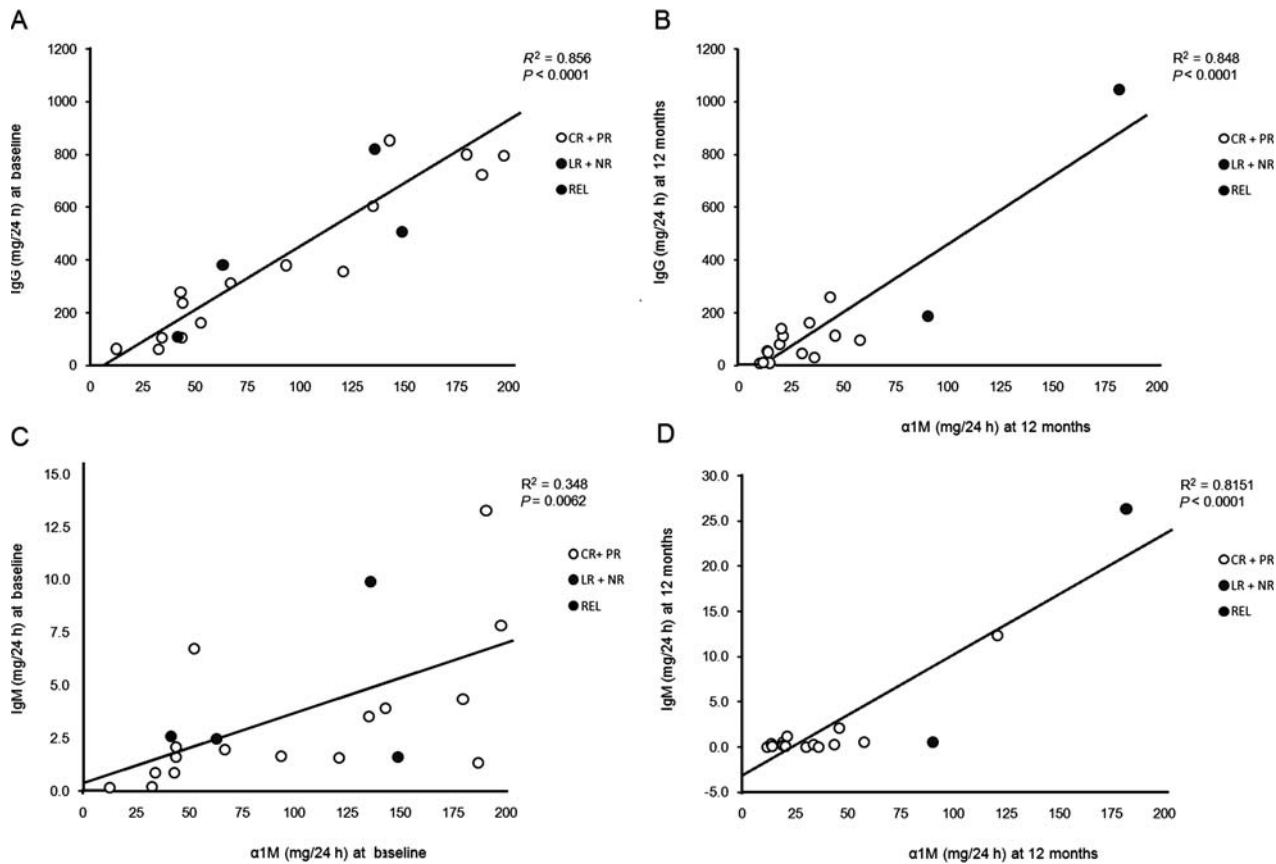 A
IgG (mg/24 h) at baseline
1200
1000
800
600
400
200
0
0 25 50 75 100 125 150 175 200
R² = 0.856
P < 0.0001
CR + PR
LR + NR
REL
B
IgG (mg/24 h) at 12 months
1200
1000
800
600
400
200
0
0 25 50 75 100 125 150 175 200
α1M (mg/24 h) at 12 months
R² = 0.848
P < 0.0001
CR + PR
LR + NR
REL
C
IgM (mg/24 h) at baseline
15.0
12.5
10.0
7.5
5.0
2.5
0.0
0 25 50 75 100 125 150 175 200
α1M (mg/24 h) at baseline
R² = 0.348
P = 0.0062
CR+ PR
LR + NR
REL
D
IgM (mg/24 h) at 12 months
30.0
25.0
20.0
15.0
10.0
5.0
0.0
-5.0
0 25 50 75 100 125 150 175 200
α1M (mg/24 h) at 12 months
R² = 0.8151
P < 0.0001
CR + PR
LR + NR
REL